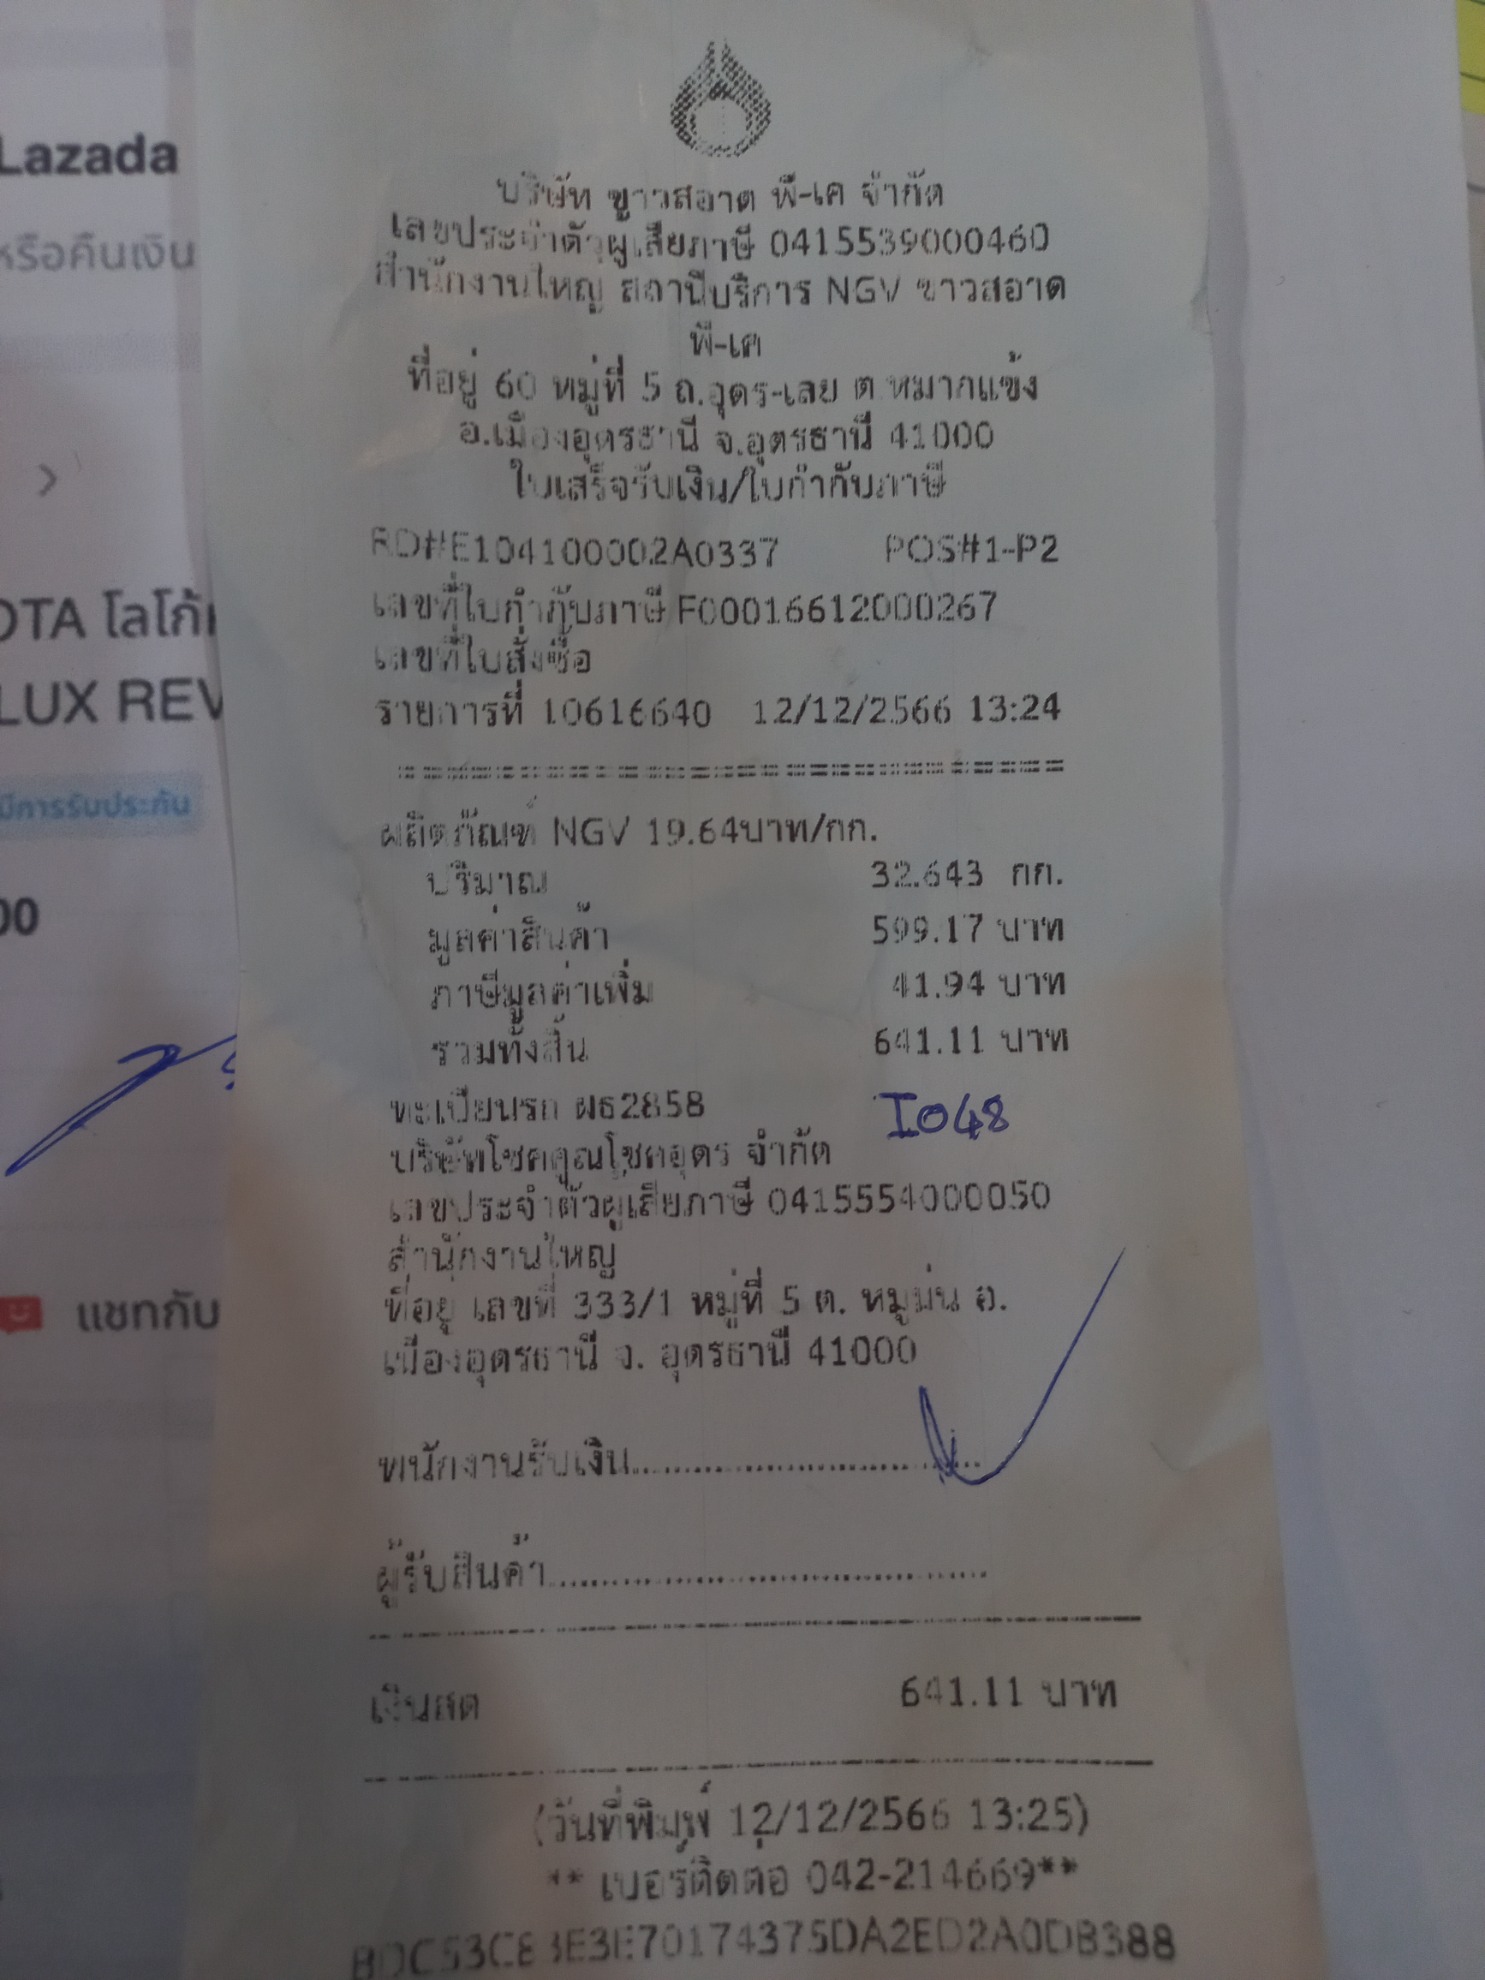 Lazada
หรือคืนเงิน
OTA โลโก้
LUX REV
มีการรับประกัน
00
แชทกับ
บริษัท ขาวสอาด พี-เค จำกัด
เลขประจำตัวผู้เสียภาษี 0415539000460
สำนักงานใหญ่ สถานีบริการ NGV ขาวสอาด
พี-เค
ที่อยู่ 60 หมู่ที่ 5 ถ.อุดร-เลย ต.หมากแข้ง
อ.เมืองอุดรธานี จ.อุดรธานี 41000
ใบเสร็จรับเงิน/ใบกำกับภาษี
RD#E104100002A0337 POS#1-P2
เลขที่ใบกำกับภาษี F00016612000267
เลขที่ใบสั่งซื้อ
รายการที่ 10616640 12/12/2566 13:24
ผลิตภัณฑ์ NGV 19.64บาท/กก.
ปริมาณ 32.643 กก.
มูลค่าสินค้า 599.17 บาท
ภาษีมูลค่าเพิ่ม 41.94 บาท
รวมทั้งสิ้น 641.11 บาท
ทะเบียนรถ ผธ2858 I048
บริษัทโชคคูณโชคอุดร จำกัด
เลขประจำตัวผู้เสียภาษี 0415554000050
สำนักงานใหญ่
ที่อยู่ เลขที่ 333/1 หมู่ที่ 5 ต. หมูม่น อ.
เมืองอุดรธานี จ. อุดรธานี 41000
พนักงานรับเงิน
ผู้รับสินค้า
เงินสด 641.11 บาท
(วันที่พิมพ์ 12/12/2566 13:25)
** เบอร์ติดต่อ 042-214669**